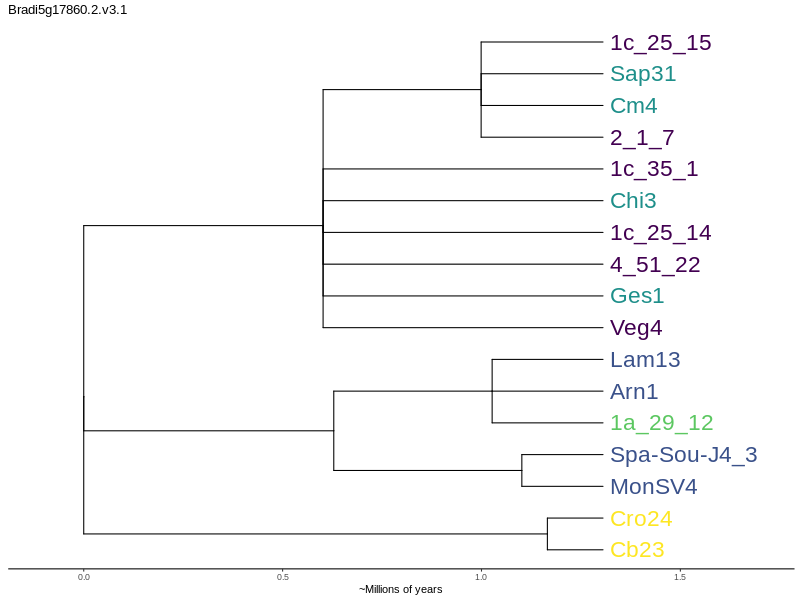 Bradi5g17860.2.v3.1
1c_25_15
Sap31
Cm4
2_1_7
1c_35_1
Chi3
1c_25_14
4_51_22
Ges1
Veg4
Lam13
Arn1
1a_29_12
Spa-Sou-J4_3
MonSV4
Cro24
Cb23
0.0 0.5 1.0 1.5
~Millions of years